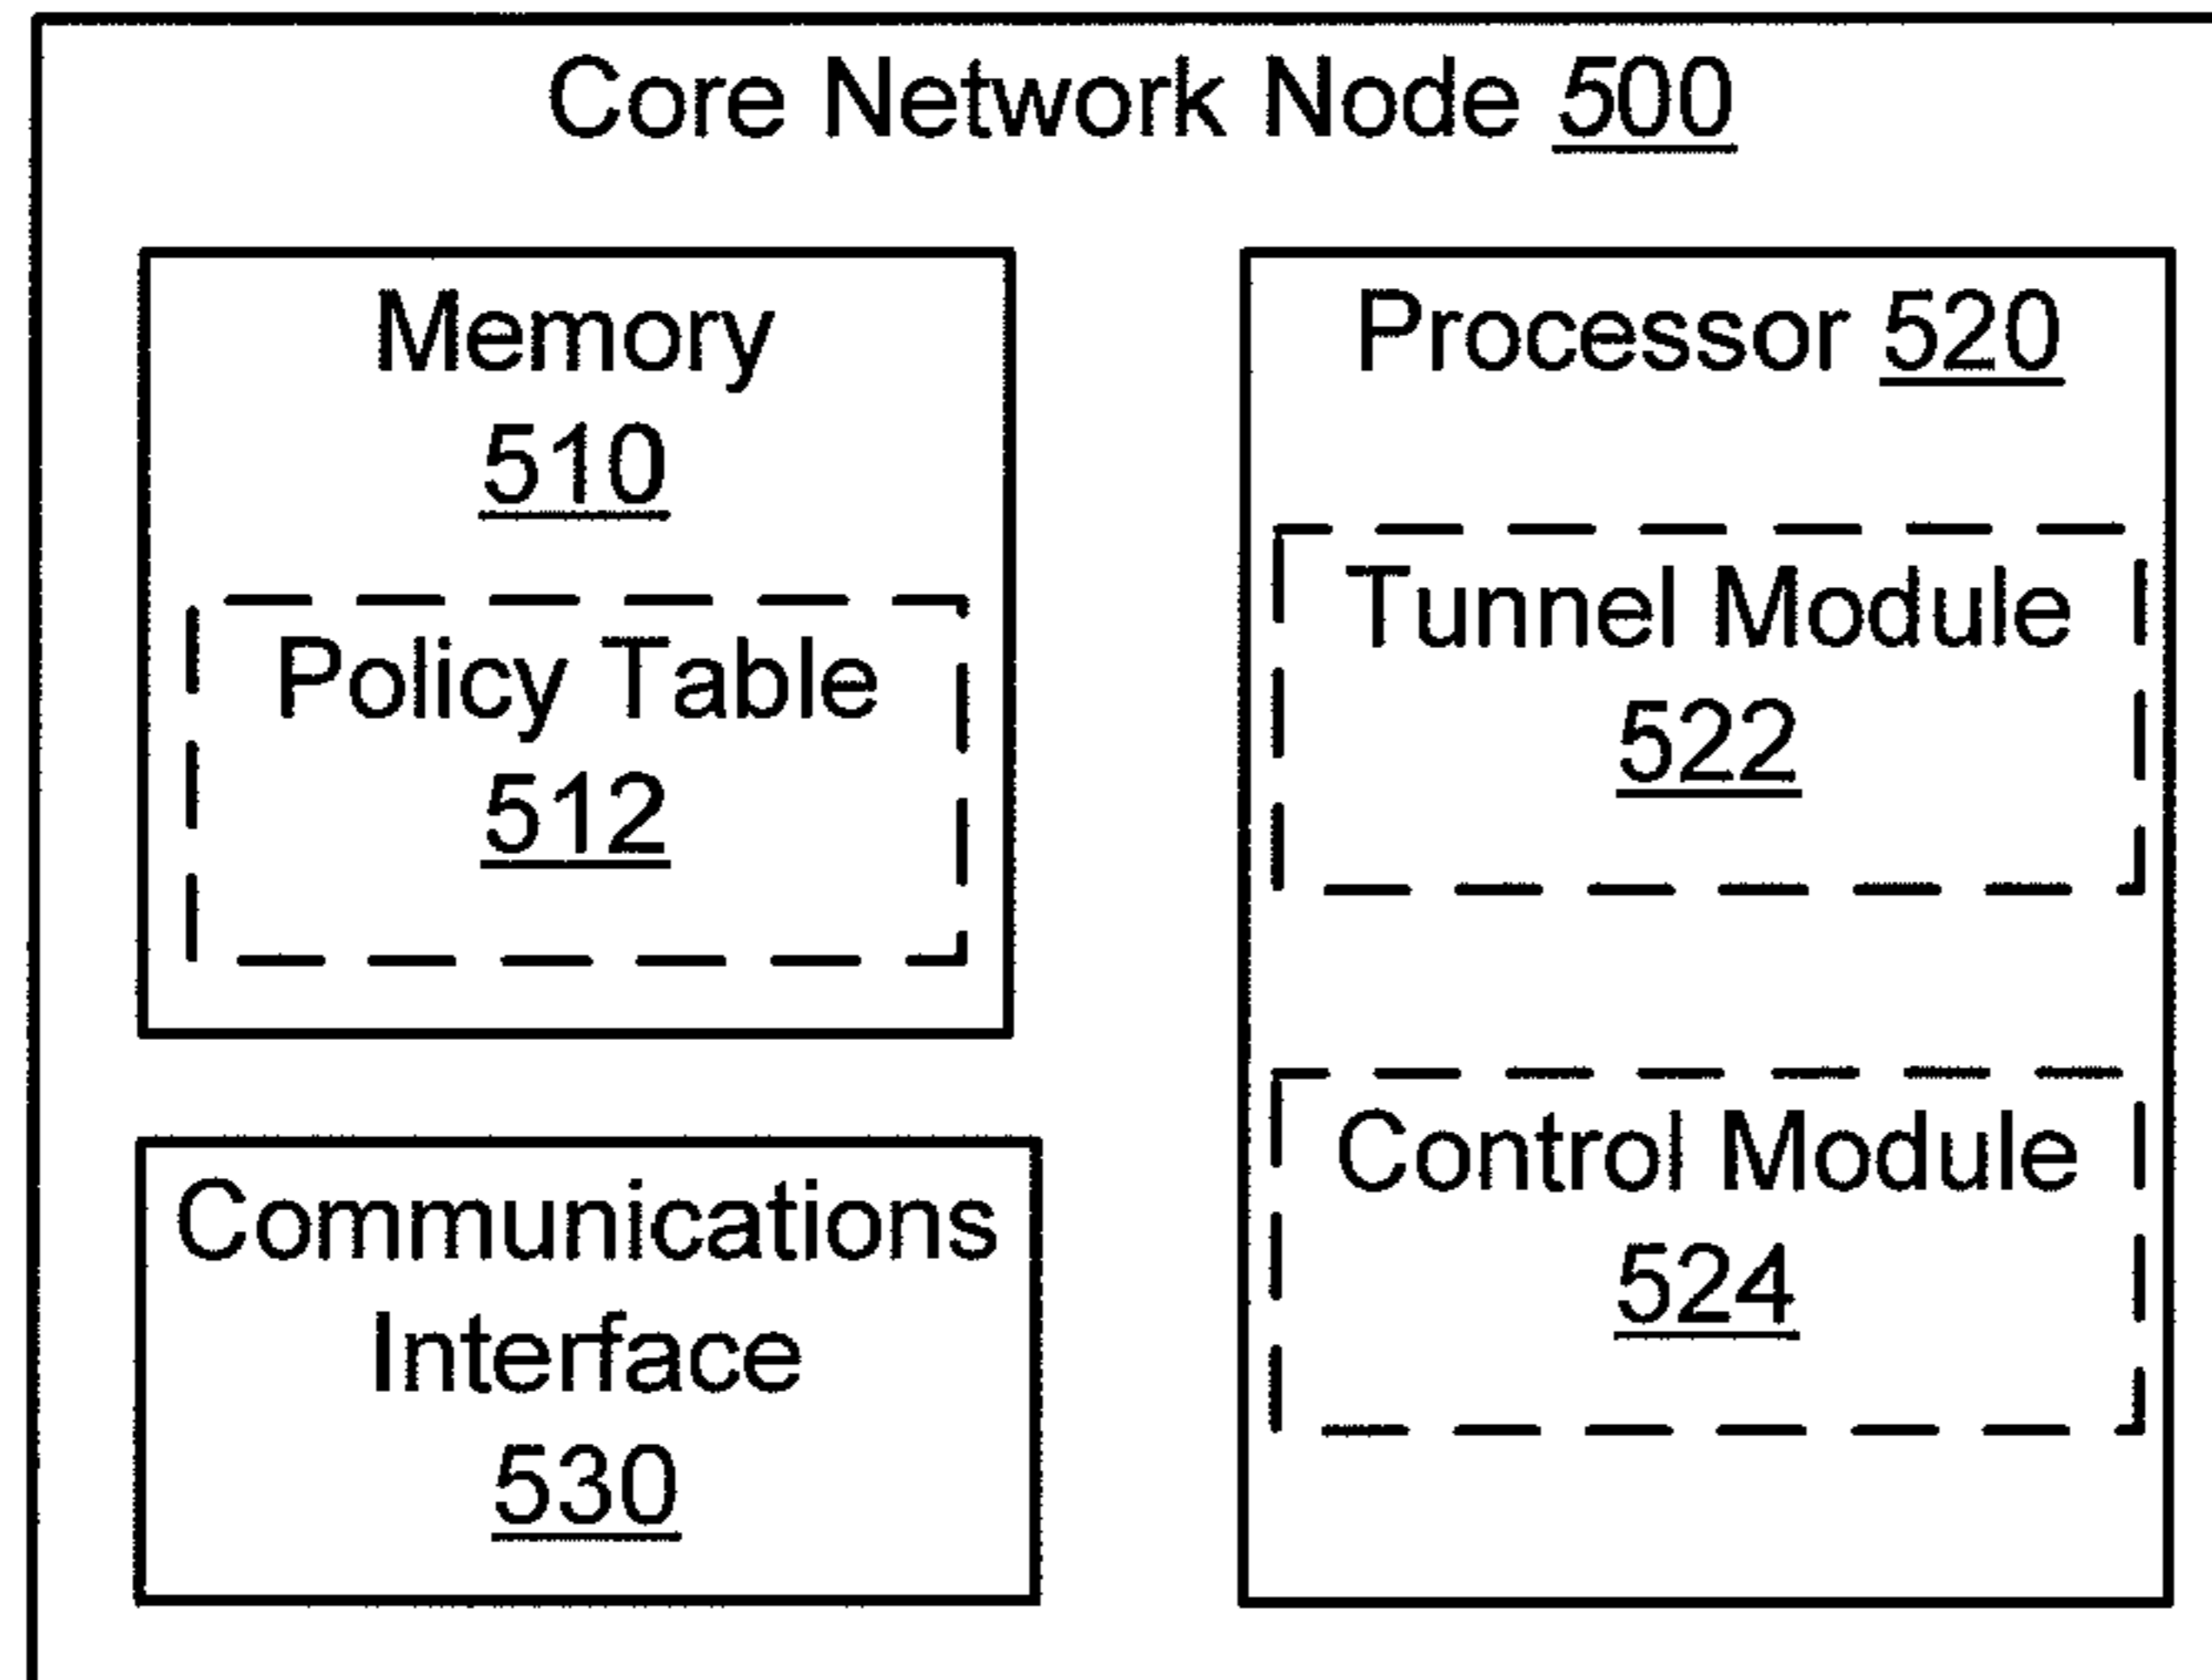 Core Network Node 500
Memory
510
Policy Table
512
Communications
Interface
530
Processor 520
Tunnel Module
522
Control Module
524